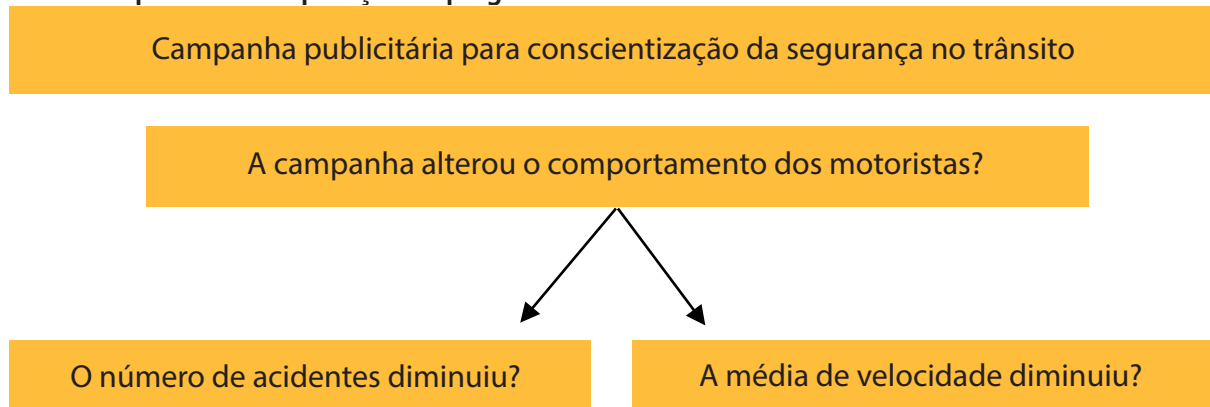 Campanha publicitária para conscientização da segurança no trânsito
A campanha alterou o comportamento dos motoristas?
O número de acidentes diminuiu?
A média de velocidade diminuiu?